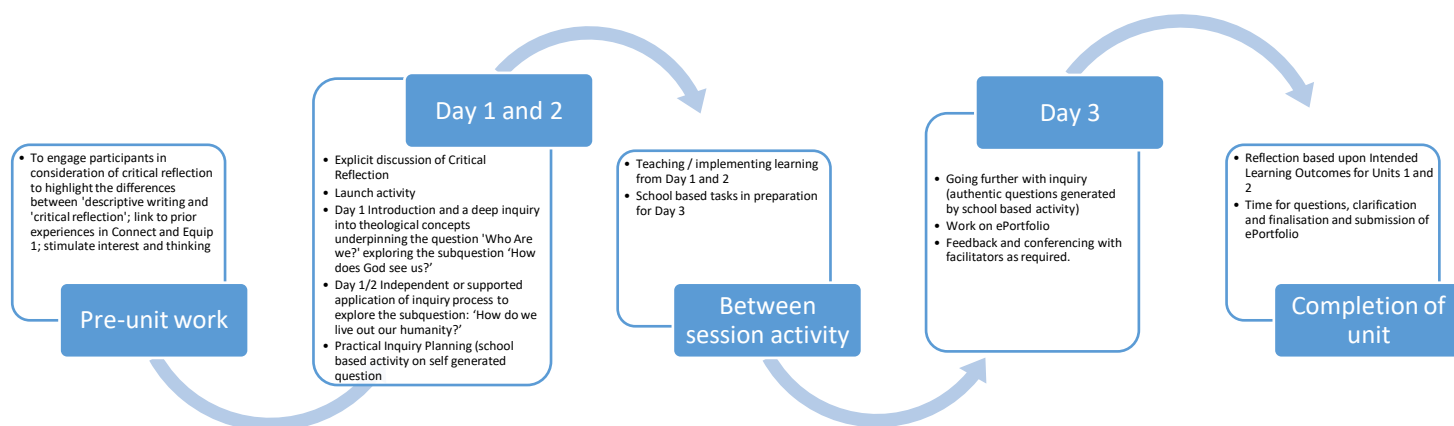 • To engage participants in
consideration of critical reflection
to highlight the differences
between 'descriptive writing and
'critical reflection'; link to prior
experiences in Connect and Equip
1; stimulate interest and thinking
Pre-unit work
Day 1 and 2
• Explicit discussion of Critical
Reflection
• Launch activity
• Day 1 Introduction and a deep inquiry
into theological concepts
underpinning the question 'Who Are
we?' exploring the subquestion ‘How
does God see us?’
• Day 1/2 Independent or supported
application of inquiry process to
explore the subquestion: ‘How do we
live out our humanity?’
• Practical Inquiry Planning (school
based activity on self generated
question
• Teaching / implementing learning
from Day 1 and 2
• School based tasks in preparation
for Day 3
Between
session activity
Day 3
• Going further with inquiry
(authentic questions generated
by school based activity)
• Work on ePortfolio
• Feedback and conferencing with
facilitators as required.
• Reflection based upon Intended
Learning Outcomes for Units 1 and
2
• Time for questions, clarification
and finalisation and submission of
ePortfolio
Completion of
unit